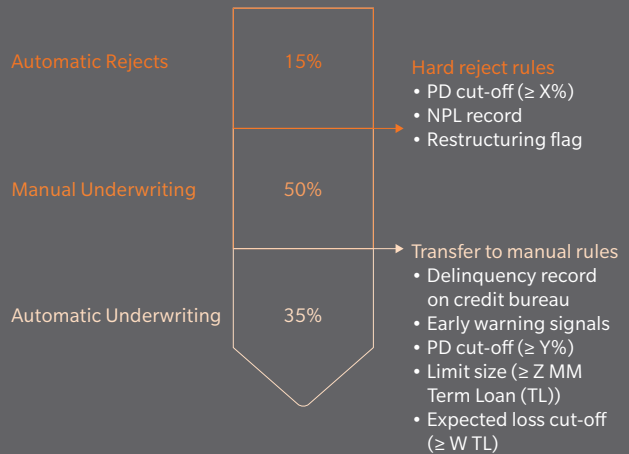 Automatic Rejects
15%
Hard reject rules
• PD cut-off (≥ X%)
• NPL record
• Restructuring flag
Manual Underwriting
50%
Transfer to manual rules
• Delinquency record
on credit bureau
• Early warning signals
• PD cut-off (≥ Y%)
• Limit size (≥ Z MM
Term Loan (TL))
• Expected loss cut-off
(≥ W TL)
Automatic Underwriting
35%